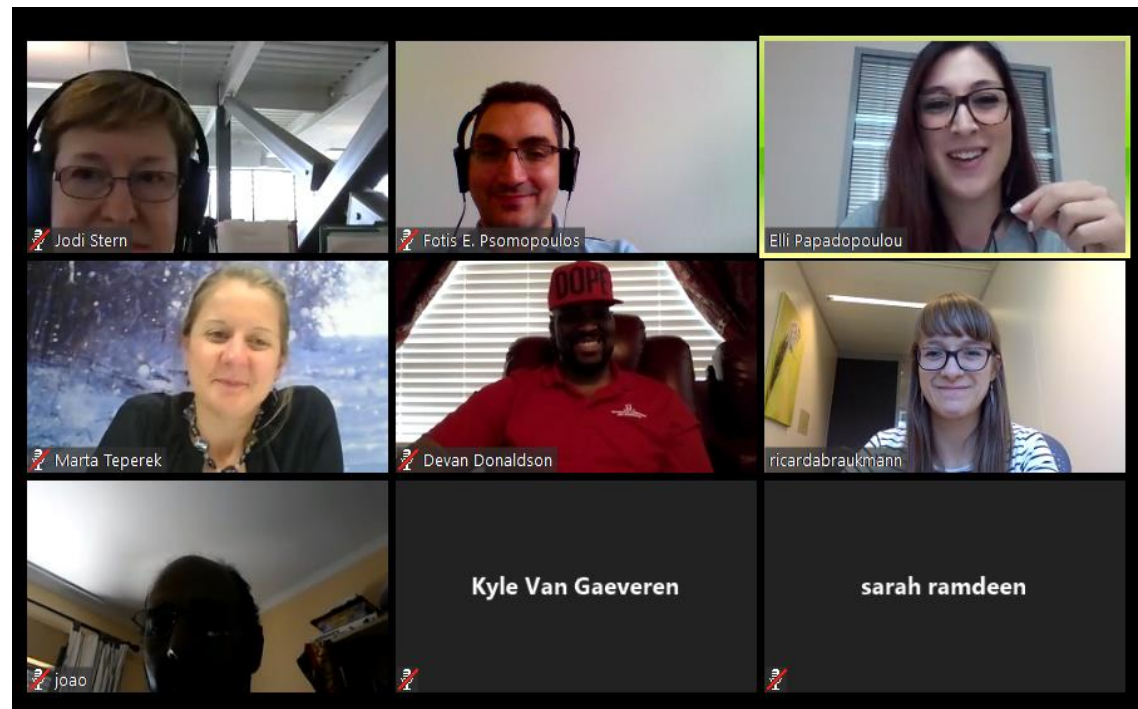 Jodi Stern
Fotis E. Psomopoulos
Elli Papadopoulou
Marta Teperek
DOPE
Devan Donaldson
ricardabraukmann
joao
Kyle Van Gaeveren
sarah ramdeen